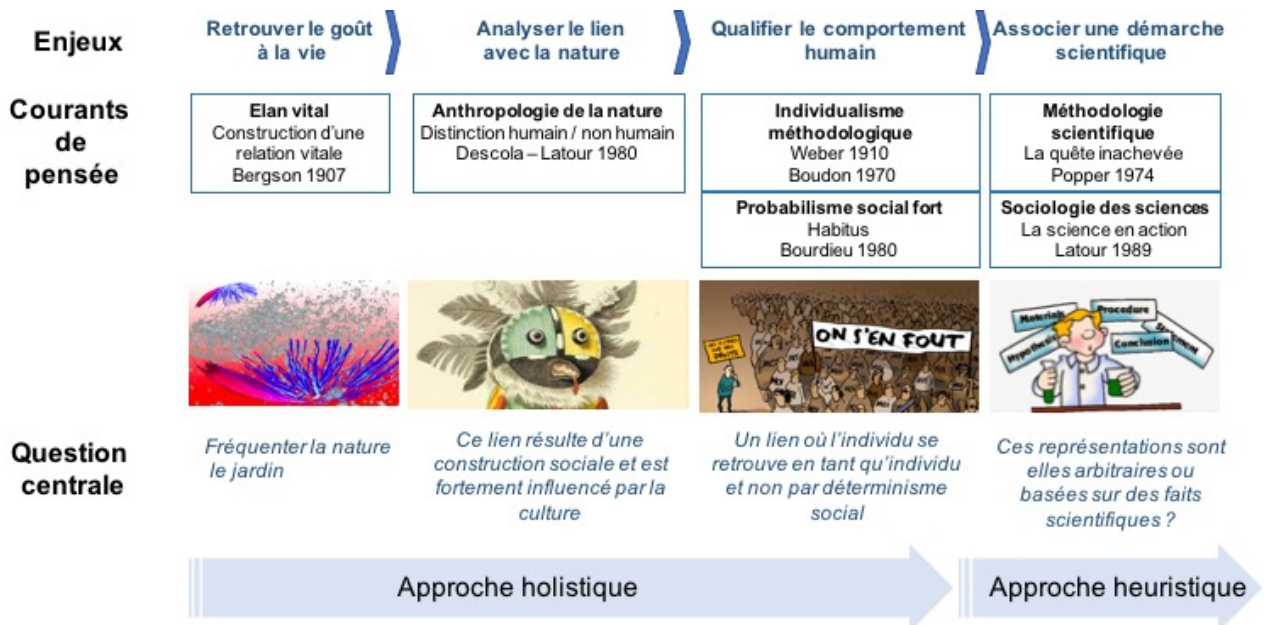 Enjeux
Retrouver le goût
à la vie
Analyser le lien
avec la nature
Qualifier le comportement
humain
Associer une démarche
scientifique
Courants
de
pensée
Elan vital
Construction d'une
relation vitale
Bergson 1907
Anthropologie de la nature
Distinction humain / non humain
Descola – Latour 1980
Individualisme
méthodologique
Weber 1910
Boudon 1970
Probabilisme social fort
Habitus
Bourdieu 1980
Méthodologie
scientifique
La quête inachevée
Popper 1974
Sociologie des sciences
La science en action
Latour 1989
ON S'EN FOUT
Materials
Procedure
Hypothesis
Conclusion
Question
centrale
Fréquenter la nature
le jardin
Ce lien résulte d'une
construction sociale et est
fortement influencé par la
culture
Un lien où l'individu se
retrouve en tant qu'individu
et non par déterminisme
social
Ces représentations sont
elles arbitraires ou
basées sur des faits
scientifiques ?
Approche holistique
Approche heuristique